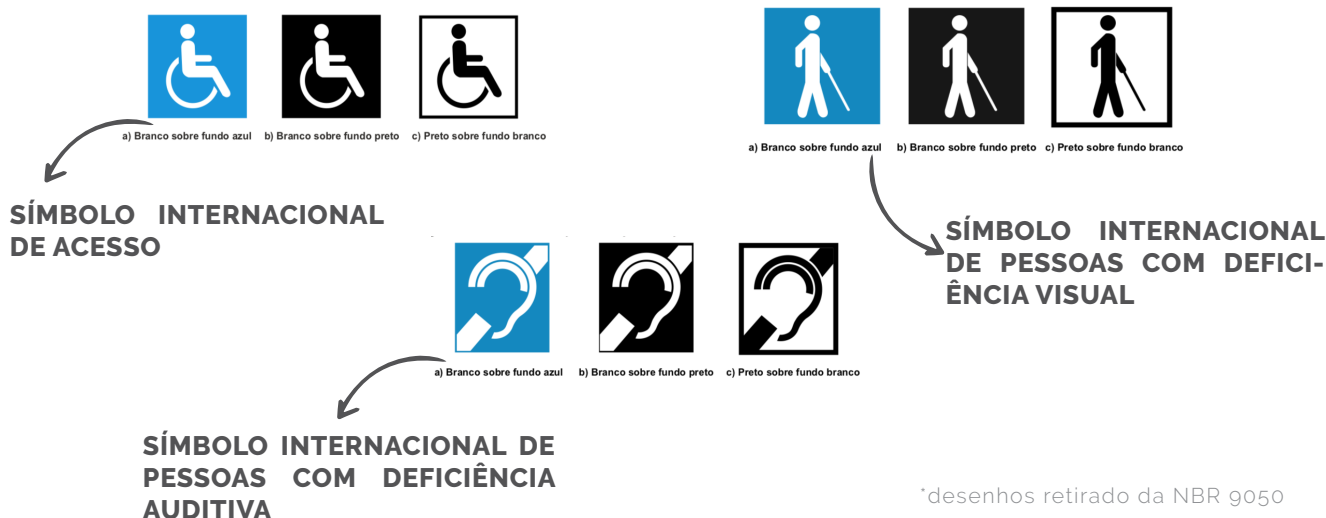 a) Branco sobre fundo azul b) Branco sobre fundo preto c) Preto sobre fundo branco
SÍMBOLO INTERNACIONAL
DE ACESSO
a) Branco sobre fundo azul b) Branco sobre fundo preto c) Preto sobre fundo branco
SÍMBOLO INTERNACIONAL
DE PESSOAS COM DEFICI-
ÊNCIA VISUAL
a) Branco sobre fundo azul b) Branco sobre fundo preto c) Preto sobre fundo branco
SÍMBOLO INTERNACIONAL DE
PESSOAS COM DEFICIÊNCIA
AUDITIVA
*desenhos retirado da NBR 9050